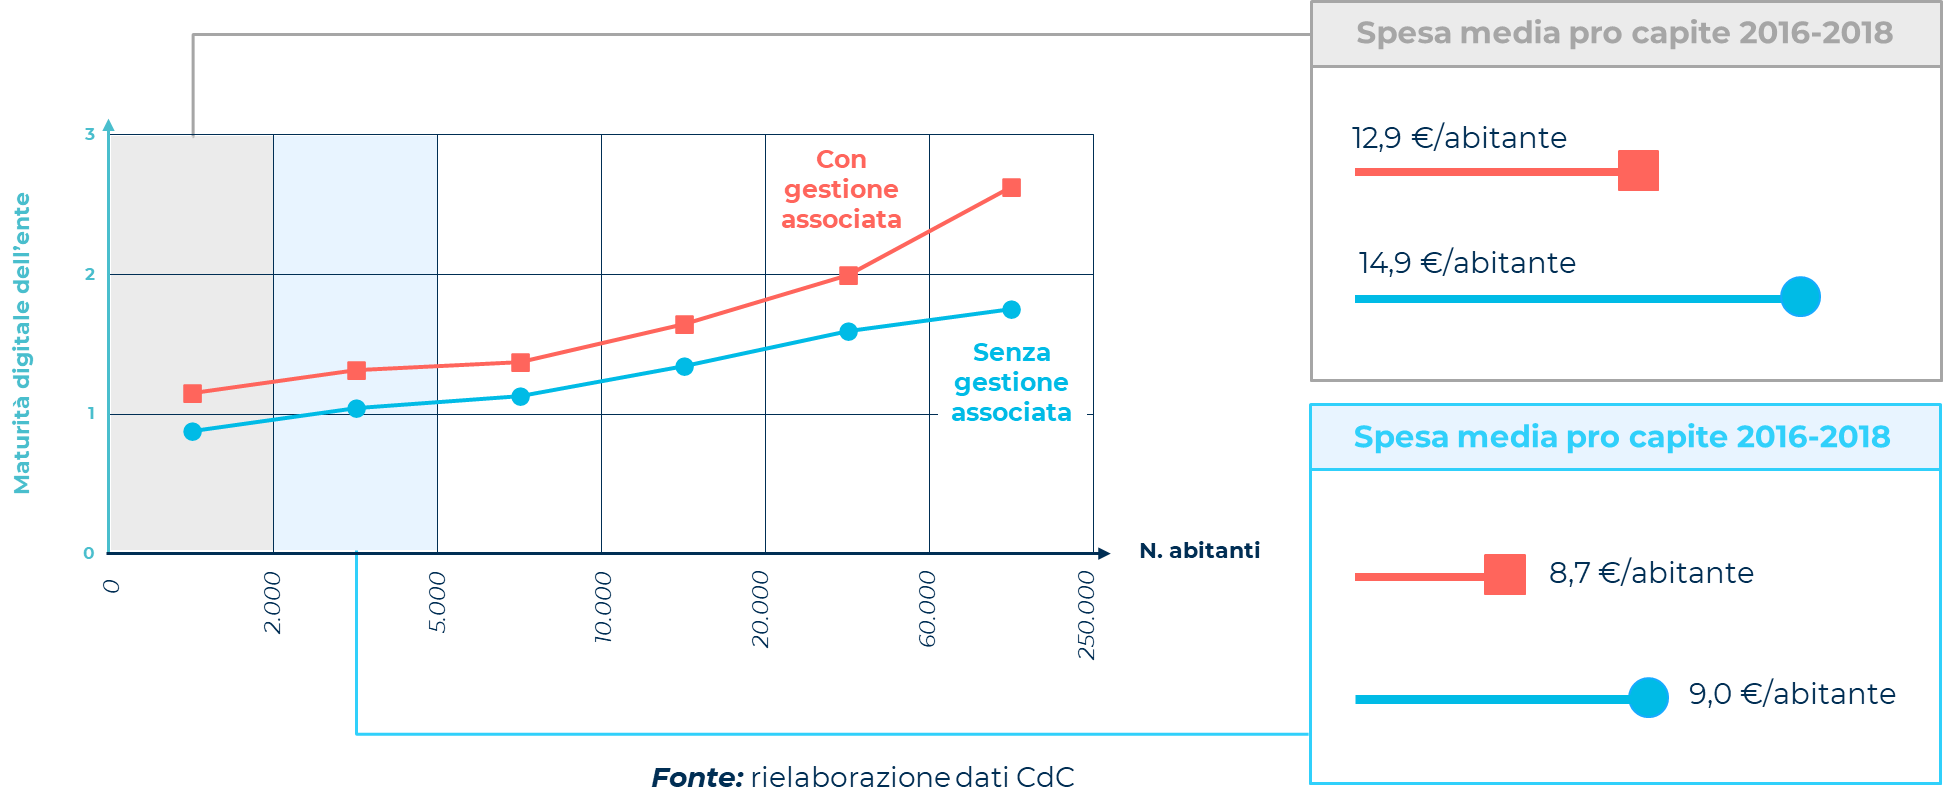 Spesa media pro capite 2016-2018
12,9 €/abitante
14,9 €/abitante
Maturità digitale dell'ente
3
2
1
0
Con
gestione
associata
Senza
gestione
associata
N. abitanti
0
2.000
5.000
10.000
20.000
60.000
250.000
Spesa media pro capite 2016-2018
8,7 €/abitante
9,0 €/abitante
Fonte: rielaborazione dati CdC